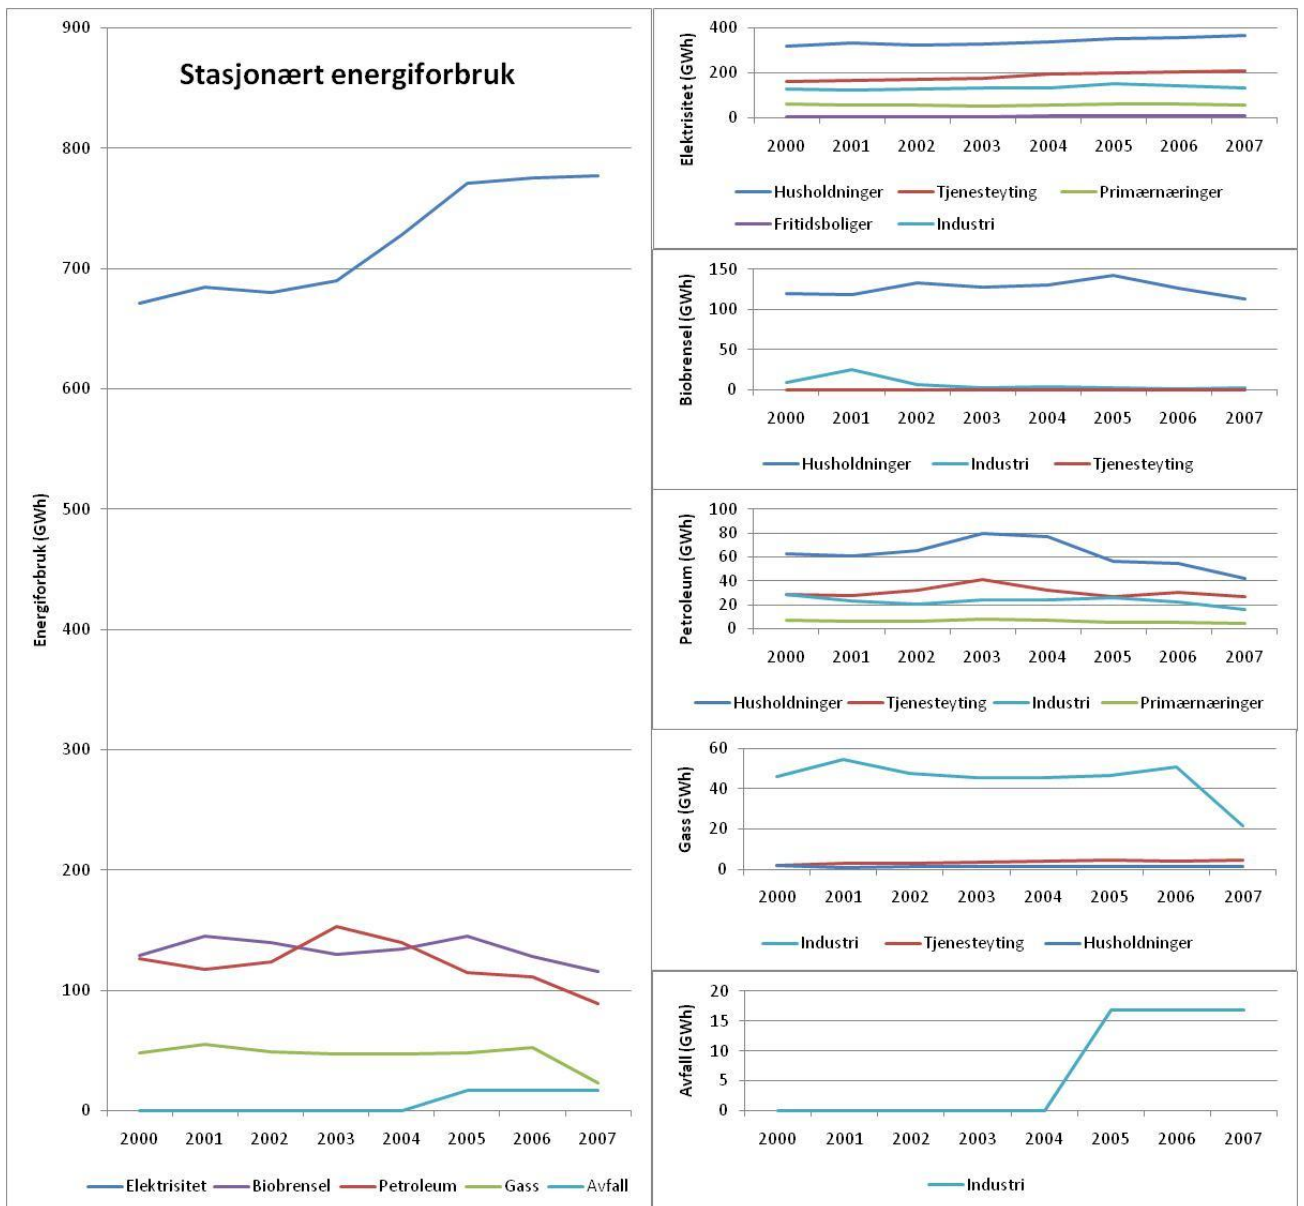 Stasjonært energiforbruk
Energiforbruk (GWh)
900
800
700
600
500
400
300
200
100
0
2000 2001 2002 2003 2004 2005 2006 2007
Elektrisitet Biobrensel Petroleum Gass Avfall
Elektrisitet (GWh)
400
200
0
2000 2001 2002 2003 2004 2005 2006 2007
Husholdninger Tjenesteyting Primærnæringer
Fritidsboliger Industri
Biobrensel (GWh)
150
100
50
0
2000 2001 2002 2003 2004 2005 2006 2007
Husholdninger Industri Tjenesteyting
Petroleum (GWh)
100
80
60
40
20
0
2000 2001 2002 2003 2004 2005 2006 2007
Husholdninger Tjenesteyting Industri Primærnæringer
Gass (GWh)
60
40
20
0
2000 2001 2002 2003 2004 2005 2006 2007
Industri Tjenesteyting Husholdninger
Avfall (GWh)
20
15
10
5
0
2000 2001 2002 2003 2004 2005 2006 2007
Industri